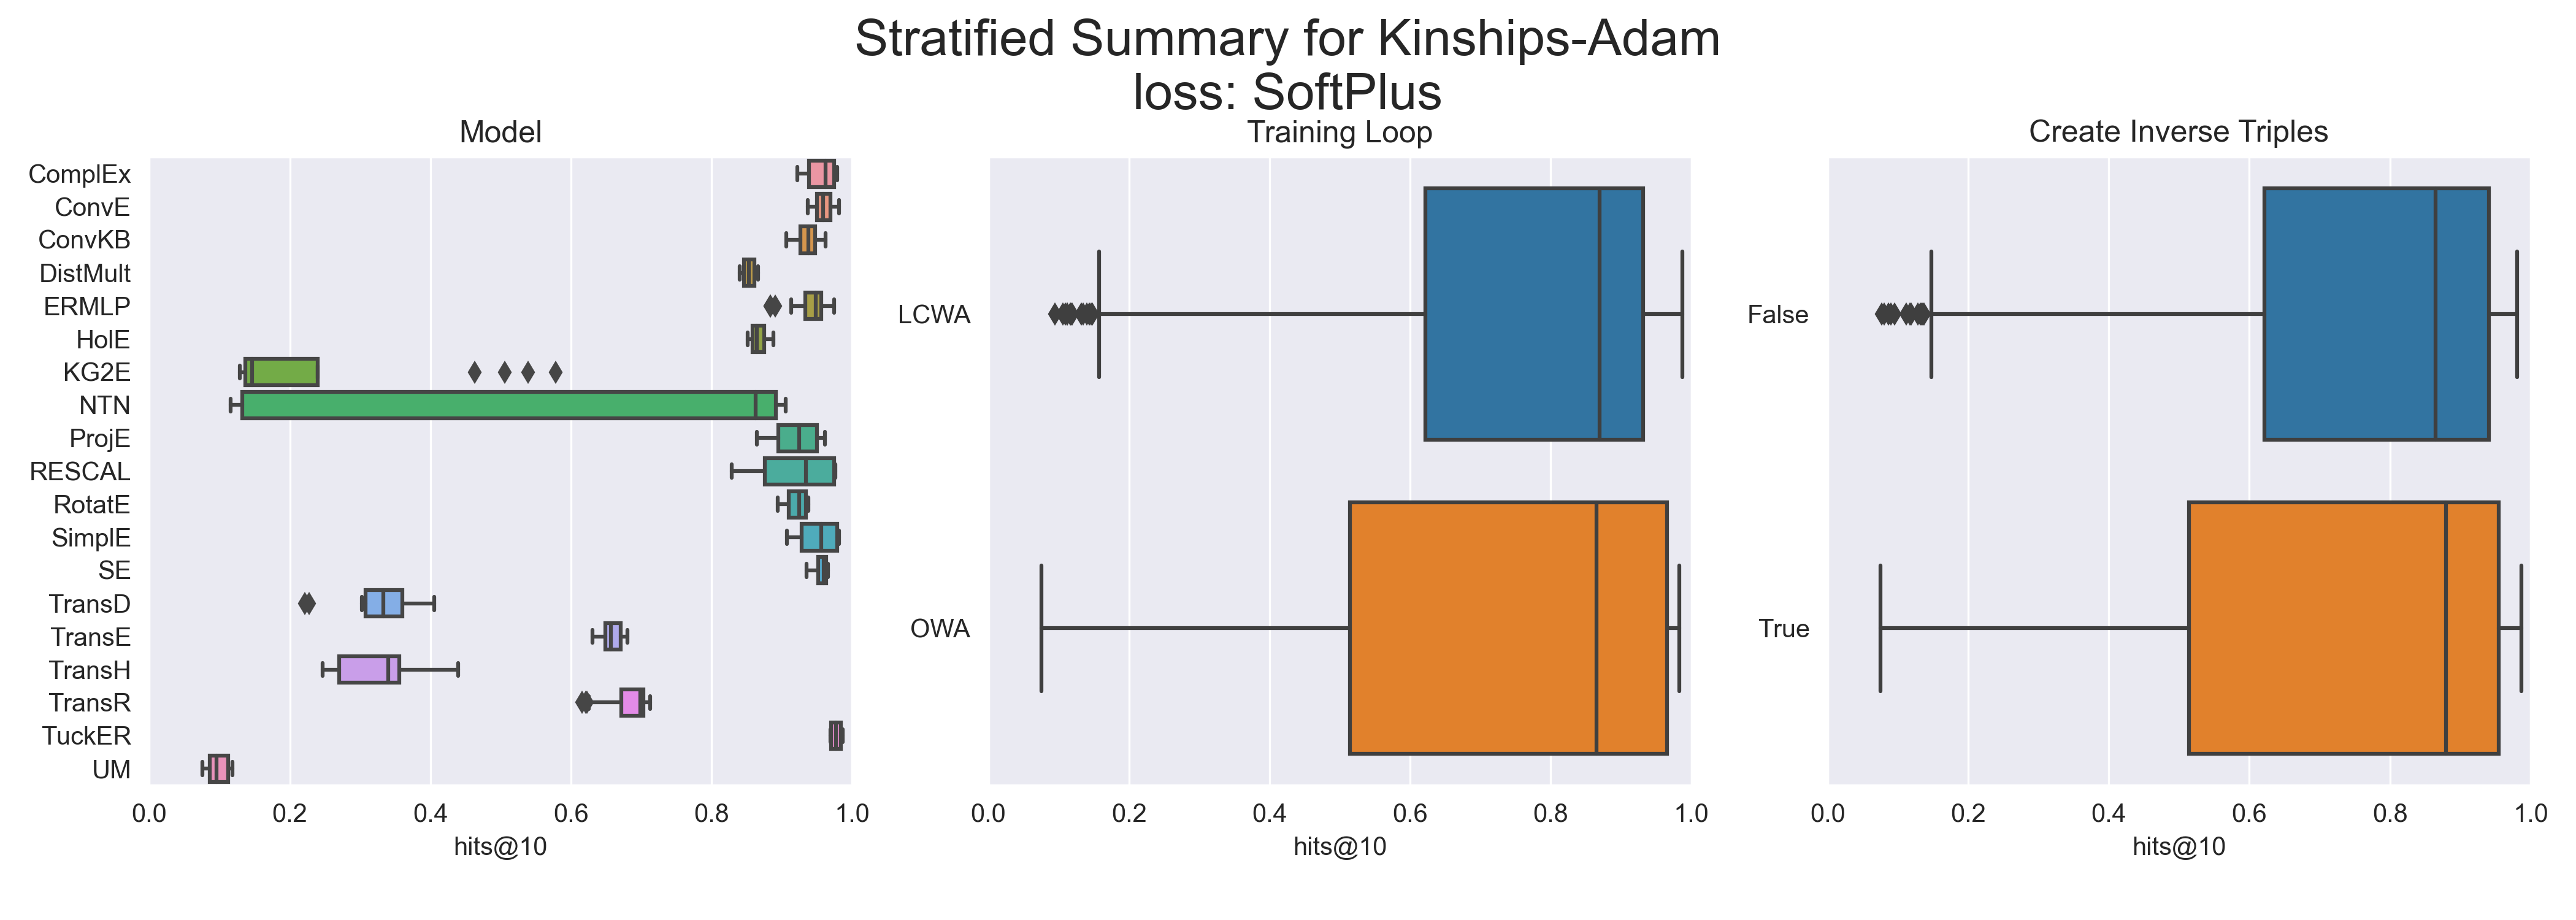 Stratified Summary for Kinships-Adam
loss: SoftPlus
Model
ComplEx
ConvE
ConvKB
DistMult
ERMLP
HolE
KG2E
NTN
ProjE
RESCAL
RotatE
SimplE
SE
TransD
TransE
TransH
TransR
TuckER
UM
0.0 0.2 0.4 0.6 0.8 1.0
hits@10
Training Loop
LCWA
OWA
0.0 0.2 0.4 0.6 0.8 1.0
hits@10
Create Inverse Triples
False
True
0.0 0.2 0.4 0.6 0.8 1.0
hits@10